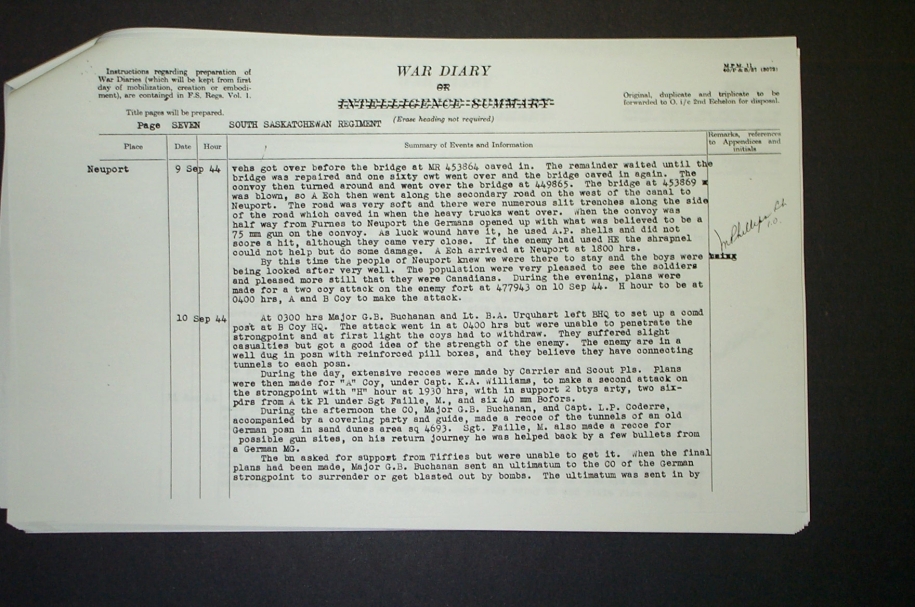 Instructions regarding preparation of
War Diaries (which will be kept from first
day of mobilization, creation or embodi-
ment), are contained in F.S. Regs. Vol. 1.
Title pages will be prepared.
WAR DIARY
OR
INTELLIGENCE SUMMARY
(Erase heading not required)
Original, duplicate and triplicate to be
forwarded to O. i/c 2nd Echelon for disposal.
Page SEVEN SOUTH SASKATCHEWAN REGIMENT
Place Date Hour Summary of Events and Information
Remarks, references
to Appendices and
initials
Neuport 9 Sep 44 vehs got over before the bridge at MR 453864 caved in. The remainder waited until the
bridge was repaired and one sixty cwt went over and the bridge caved in again. The
convoy then turned around and went over the bridge at 449865. The bridge at 453869
was blown, so A Ech then went along the secondary road on the west of the canal to
Neuport. The road was very soft and there were numerous slit trenches along the side
of the road which caved in when the heavy trucks went over. When the convoy was
half way from Furnes to Neuport the Germans opened up with what was believed to be a
75 mm gun on the convoy. As luck wound have it, he used A.P. shells and did not
score a hit, although they came very close. If the enemy had used HE the shrapnel
could not help but do some damage. A Ech arrived at Neuport at 1800 hrs.
By this time the people of Neuport knew we were there to stay and the boys were
being looked after very well. The population were very pleased to see the soldiers
and pleased more still that they were Canadians. During the evening, plans were
made for a two coy attack on the enemy fort at 477943 on 10 Sep 44. H hour to be at
0400 hrs, A and B Coy to make the attack.
10 Sep 44 At 0300 hrs Major G.B. Buchanan and Lt. B.A. Urquhart left BHQ to set up a comd
post at B Coy HQ. The attack went in at 0400 hrs but were unable to penetrate the
strongpoint and at first light the coys had to withdraw. They suffered slight
casualties but got a good idea of the strength of the enemy. The enemy are in a
well dug in posn with reinforced pill boxes, and they believe they have connecting
tunnels to each posn.
During the day, extensive recces were made by Carrier and Scout Pls. Plans
were then made for "A" Coy, under Capt. K.A. Williams, to make a second attack on
the strongpoint with "H" hour at 1930 hrs, with in support 2 btys arty, two six-
pdrs from A tk Pl under Sgt Faille, M., and six 40 mm Bofors.
During the afternoon the CO, Major G.B. Buchanan, and Capt. L.P. Coderre,
accompanied by a covering party and guide, made a recce of the tunnels of an old
German posn in sand dunes area sq 4693. Sgt. Faille, M. also made a recce for
possible gun sites, on his return journey he was helped back by a few bullets from
a German MG.
The bn asked for support from Tiffies but were unable to get it. When the final
plans had been made, Major G.B. Buchanan sent an ultimatum to the CO of the German
strongpoint to surrender or get blasted out by bombs. The ultimatum was sent in by